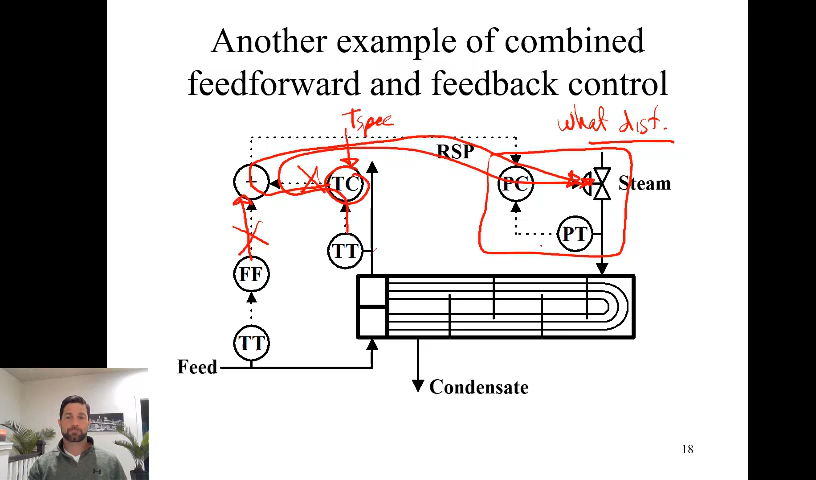 Another example of combined
feedforward and feedback control
Tspec
what dist.
RSP
+
TC
PC
Steam
TT
PT
FF
TT
Feed
Condensate
18